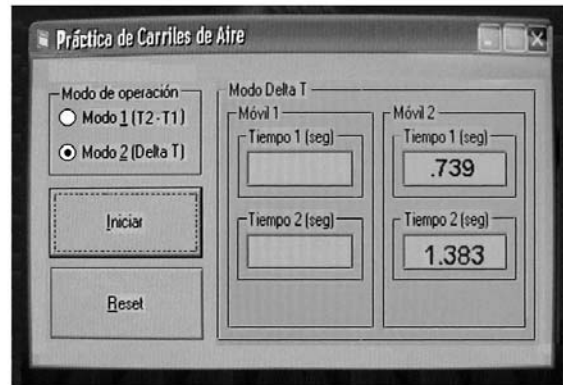 Práctica de Carriles de Aire
Modo de operación
Modo 1 (T2 - T1)
Modo 2 (Delta T)
Iniciar
Reset
Modo Delta T
Móvil 1
Tiempo 1 (seg)
Tiempo 2 (seg)
Móvil 2
Tiempo 1 (seg)
.739
Tiempo 2 (seg)
1.383